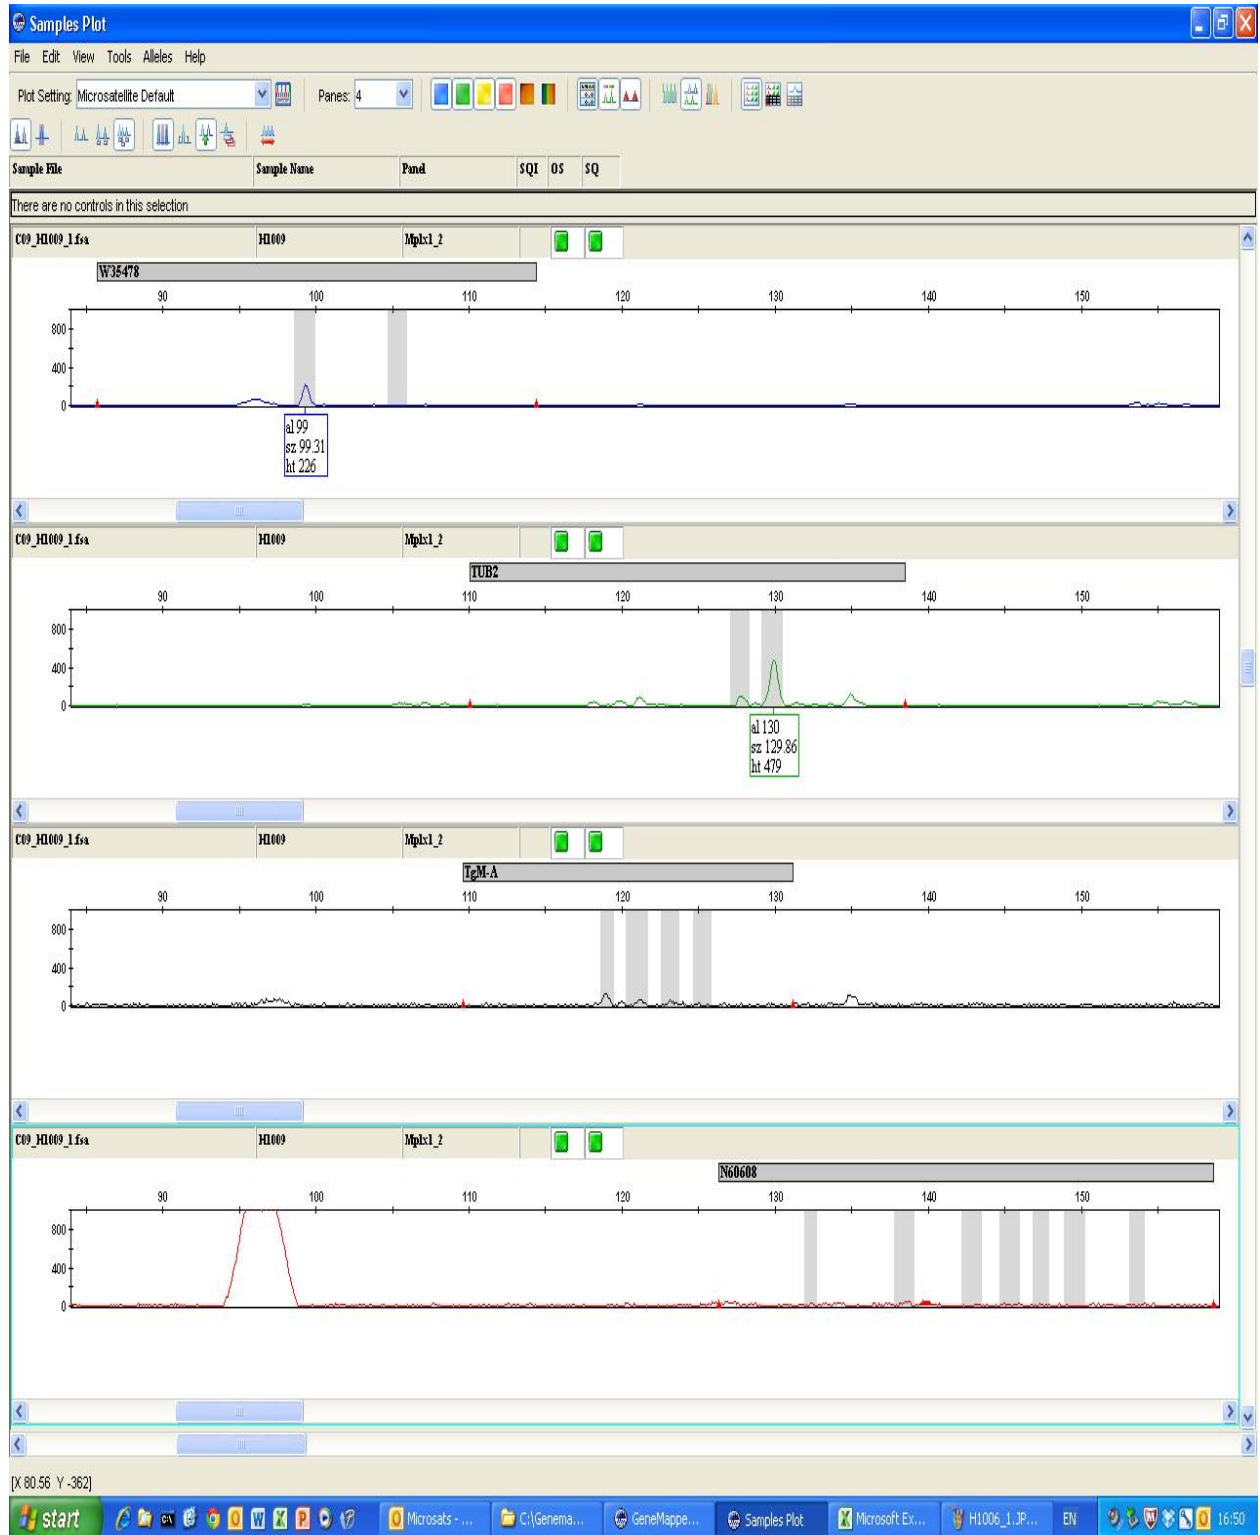 Samples Plot
File Edit View Tools Alleles Help
Plot Setting: Microsatellite Default Panes: 4
Sample File Sample Name Panel SQI OS SQ
There are no controls in this selection
C09_H1009_1.fsa H1009 Mplx1_2
W35478
90 100 110 120 130 140 150
800
400
0
al 99
sz 99.31
ht 226
C09_H1009_1.fsa H1009 Mplx1_2
TUB2
90 100 110 120 130 140 150
800
400
0
al 130
sz 129.86
ht 479
C09_H1009_1.fsa H1009 Mplx1_2
TgM-A
90 100 110 120 130 140 150
800
400
0
C09_H1009_1.fsa H1009 Mplx1_2
N60608
90 100 110 120 130 140 150
800
400
0
[X 80.56 Y -362]
start Microsats - ... C:\Genema... GeneMappe... Samples Plot Microsoft Ex... H1006_1.JP... EN 16:50